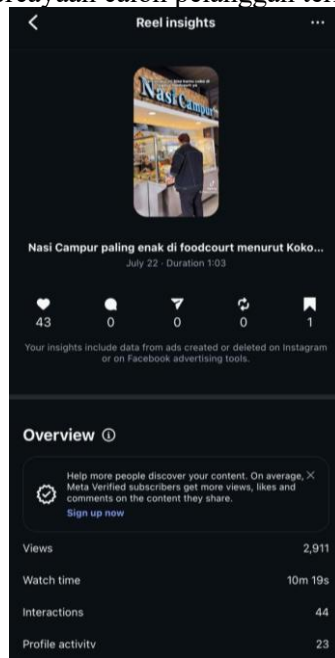 Reel insights
Nasi Campur
Nasi Campur paling enak di foodcourt menurut Koko...
July 22 · Duration 1:03
43 0 0 0 1
Your insights include data from ads created or deleted on Instagram
or on Facebook advertising tools.
Overview
Help more people discover your content. On average,
Meta Verified subscribers get more views, likes and
comments on the content they share.
Sign up now
Views 2,911
Watch time 10m 19s
Interactions 44
Profile activity 23